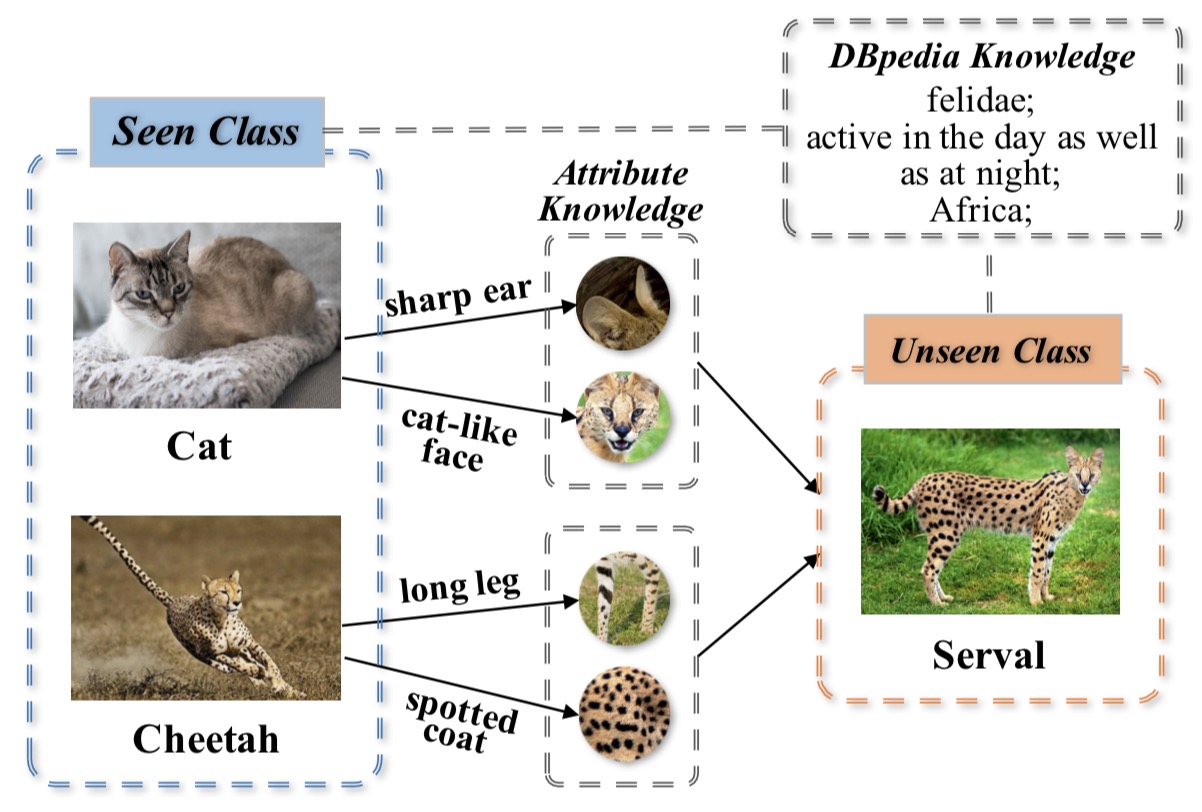 DBpedia Knowledge
felidae;
active in the day as well
as at night;
Africa;
Seen Class
Attribute
Knowledge
sharp ear
cat-like
face
Cat
long leg
spotted
coat
Cheetah
Unseen Class
Serval